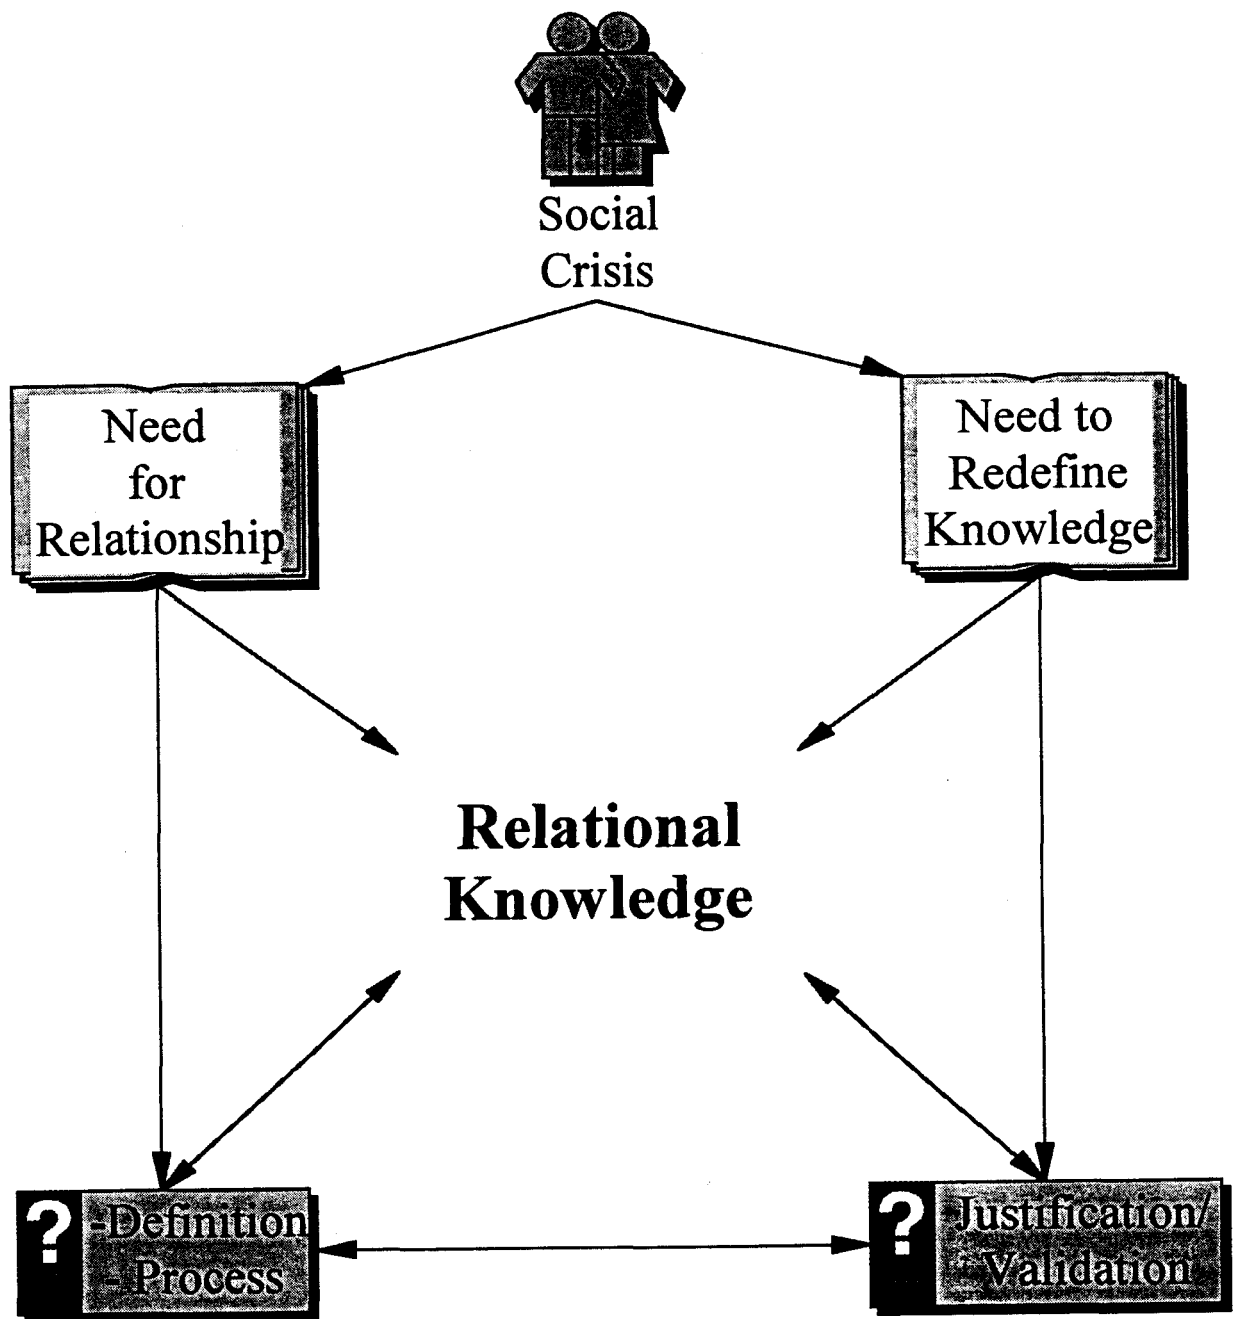 Social
Crisis
Need
for
Relationship
Need to
Redefine
Knowledge
Relational
Knowledge
?
-Definition
- Process
?
Justification/
Validation